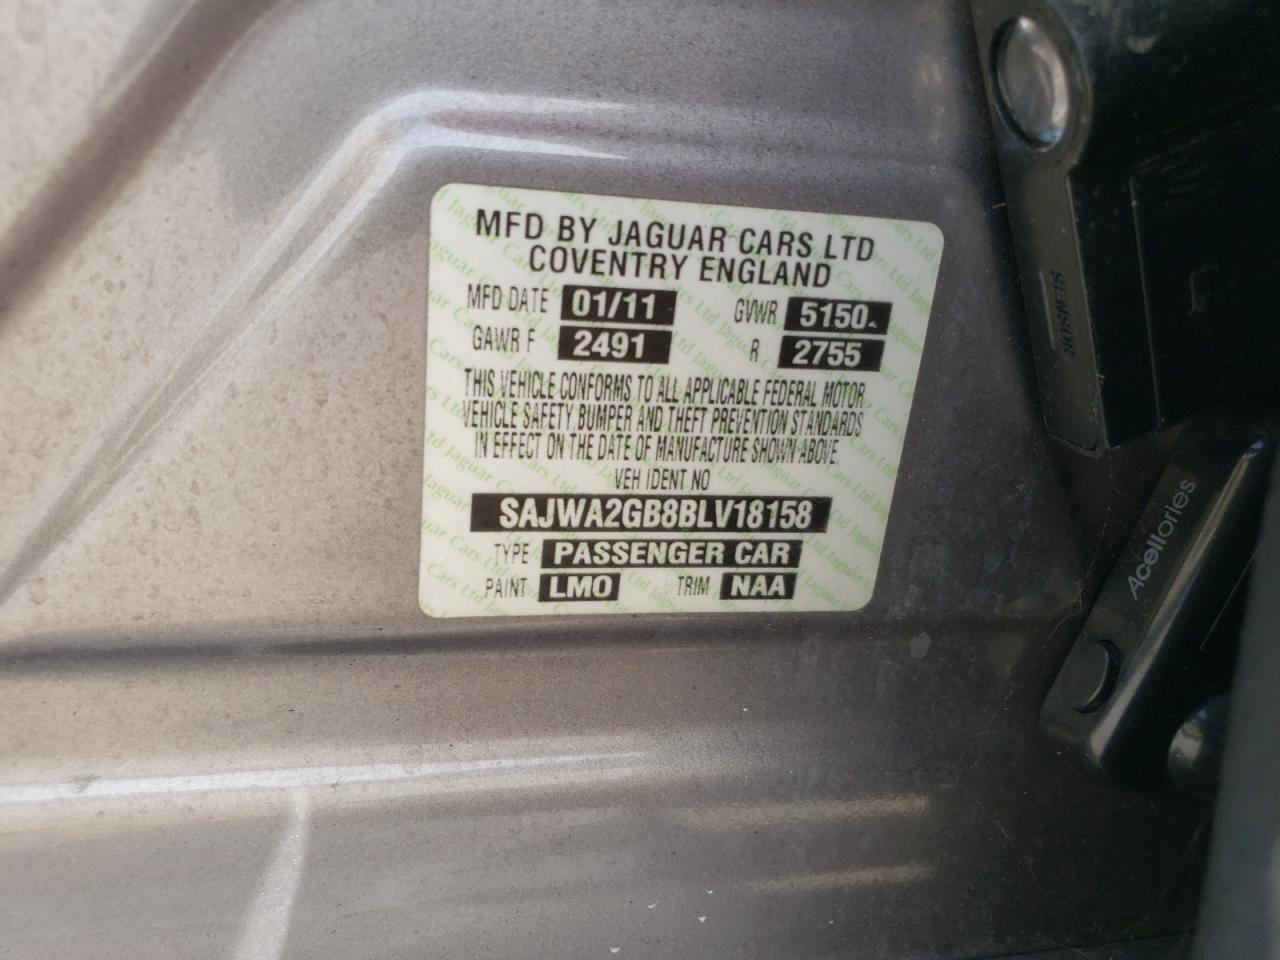 MFD BY JAGUAR CARS LTD
COVENTRY ENGLAND
MFD DATE 01/11 GVWR 5150
GAWR F 2491 R 2755
THIS VEHICLE CONFORMS TO ALL APPLICABLE FEDERAL MOTOR
VEHICLE SAFETY, BUMPER AND THEFT PREVENTION STANDARDS
IN EFFECT ON THE DATE OF MANUFACTURE SHOWN ABOVE.
VEH IDENT NO
SAJWA2GB8BLV18158
TYPE PASSENGER CAR
PAINT LMO TRIM NAA
Acellories